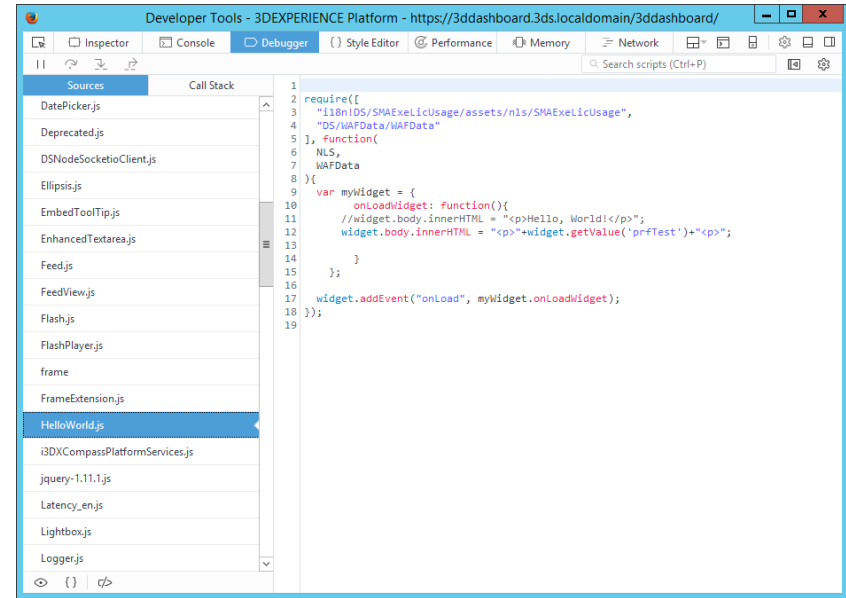 Developer Tools - 3DEXPERIENCE Platform - https://3ddashboard.3ds.localdomain/3ddashboard/
Inspector Console Debugger { } Style Editor Performance Memory Network
Search scripts (Ctrl+P)
Sources Call Stack
DatePicker.js
Deprecated.js
DSNodeSocketioClient.js
Ellipsis.js
EmbedToolTip.js
EnhancedTextarea.js
Feed.js
FeedView.js
Flash.js
FlashPlayer.js
frame
FrameExtension.js
HelloWorld.js
i3DXCompassPlatformServices.js
jquery-1.11.1.js
Latency_en.js
Lightbox.js
Logger.js
1
2 require([
3 "i18n!DS/SMAExeLicUsage/assets/nls/SMAExeLicUsage",
4 "DS/WAFData/WAFData"
5 ], function(
6 NLS,
7 WAFData
8 ){
9 var myWidget = {
10 onLoadWidget: function(){
11 //widget.body.innerHTML = "<p>Hello, World!</p>";
12 widget.body.innerHTML = "<p>"+widget.getValue('prfTest')+"<p>";
13
14 }
15 };
16
17 widget.addEvent("onLoad", myWidget.onLoadWidget);
18 });
19